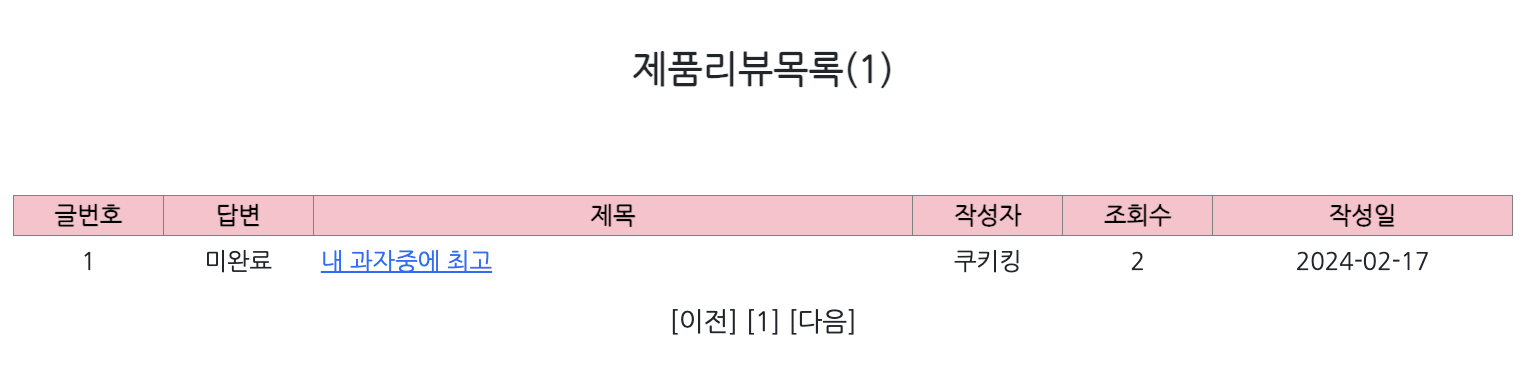 제품리뷰목록(1)
글번호 답변 제목 작성자 조회수 작성일
1 미완료 내 과자중에 최고 쿠키킹 2 2024-02-17
[이전] [1] [다음]